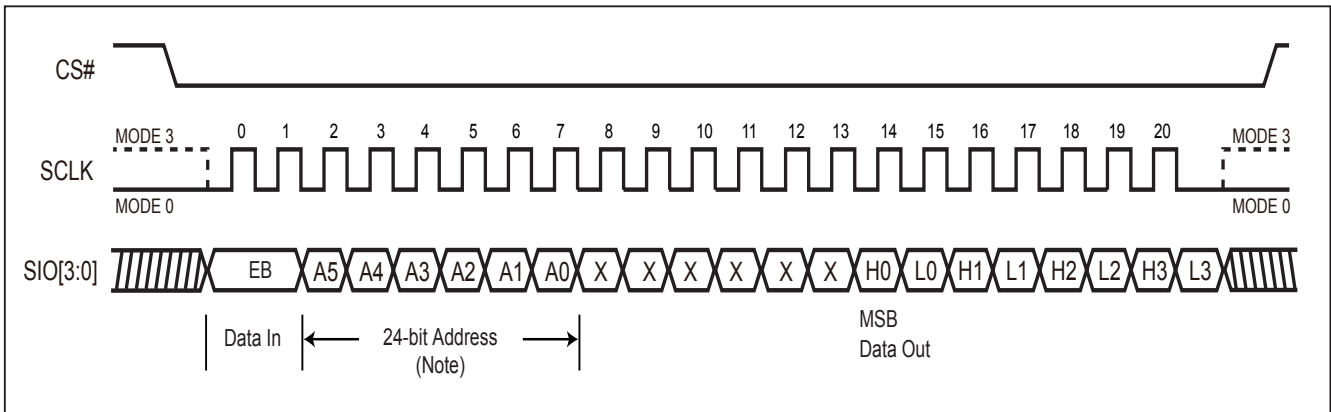 CS#
MODE 3
0 1 2 3 4 5 6 7 8 9 10 11 12 13 14 15 16 17 18 19 20
MODE 3
SCLK
MODE 0
MODE 0
SIO[3:0]
EB A5 A4 A3 A2 A1 A0 X X X X X X H0 L0 H1 L1 H2 L2 H3 L3
Data In
24-bit Address
(Note)
MSB
Data Out